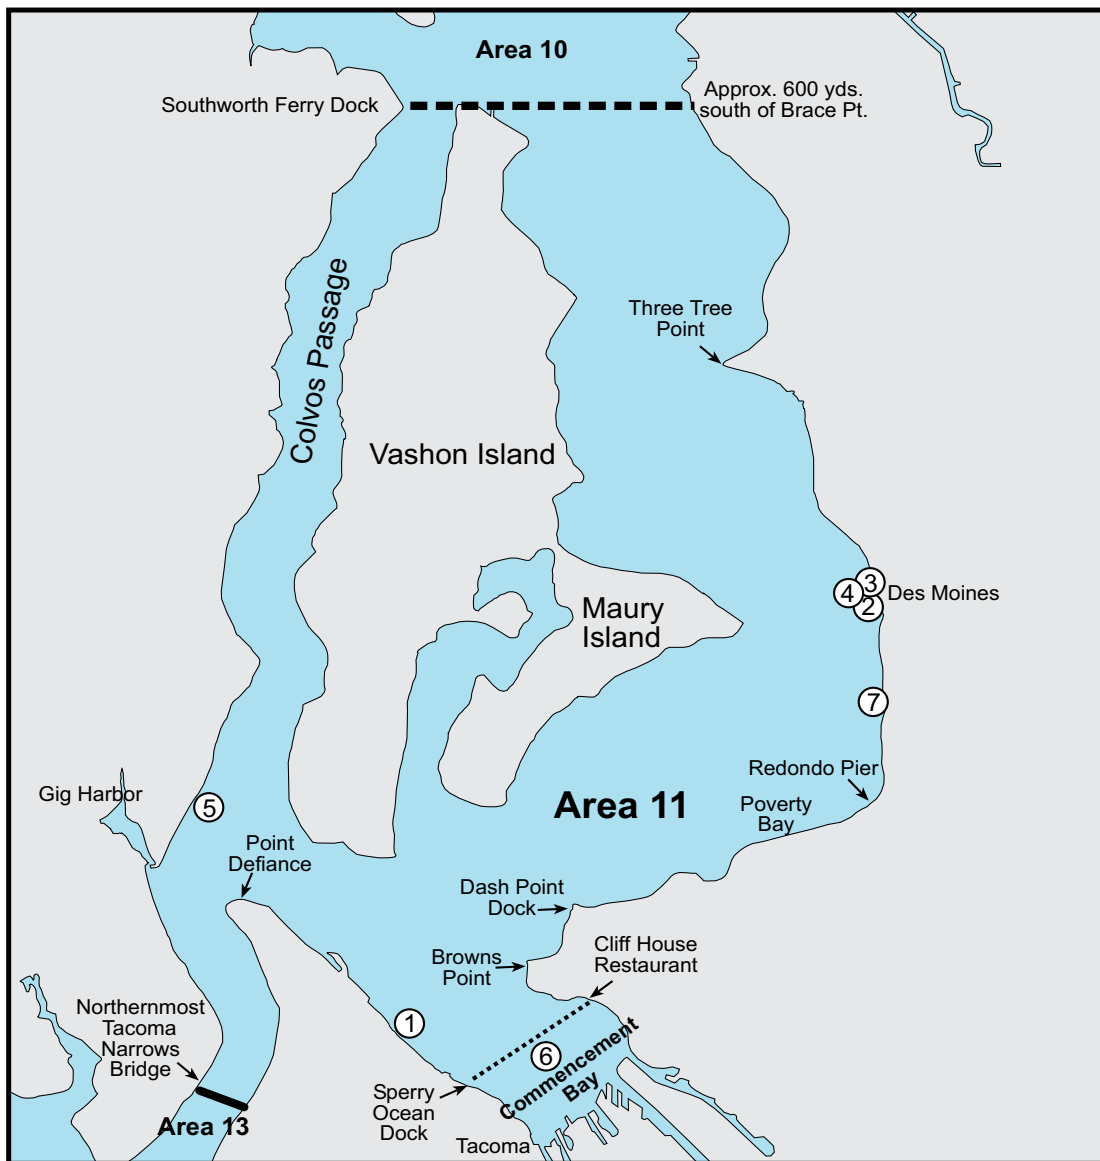 Area 10
Southworth Ferry Dock
Approx. 600 yds.
south of Brace Pt.
Colvos Passage
Three Tree
Point
Vashon Island
3
4
Des Moines
2
Maury
Island
7
Redondo Pier
Gig Harbor
5
Area 11
Poverty
Bay
Point
Defiance
Dash Point
Dock
Cliff House
Restaurant
Browns
Point
Northernmost
Tacoma
Narrows
Bridge
1
6
Commencement
Bay
Sperry
Ocean
Dock
Area 13
Tacoma